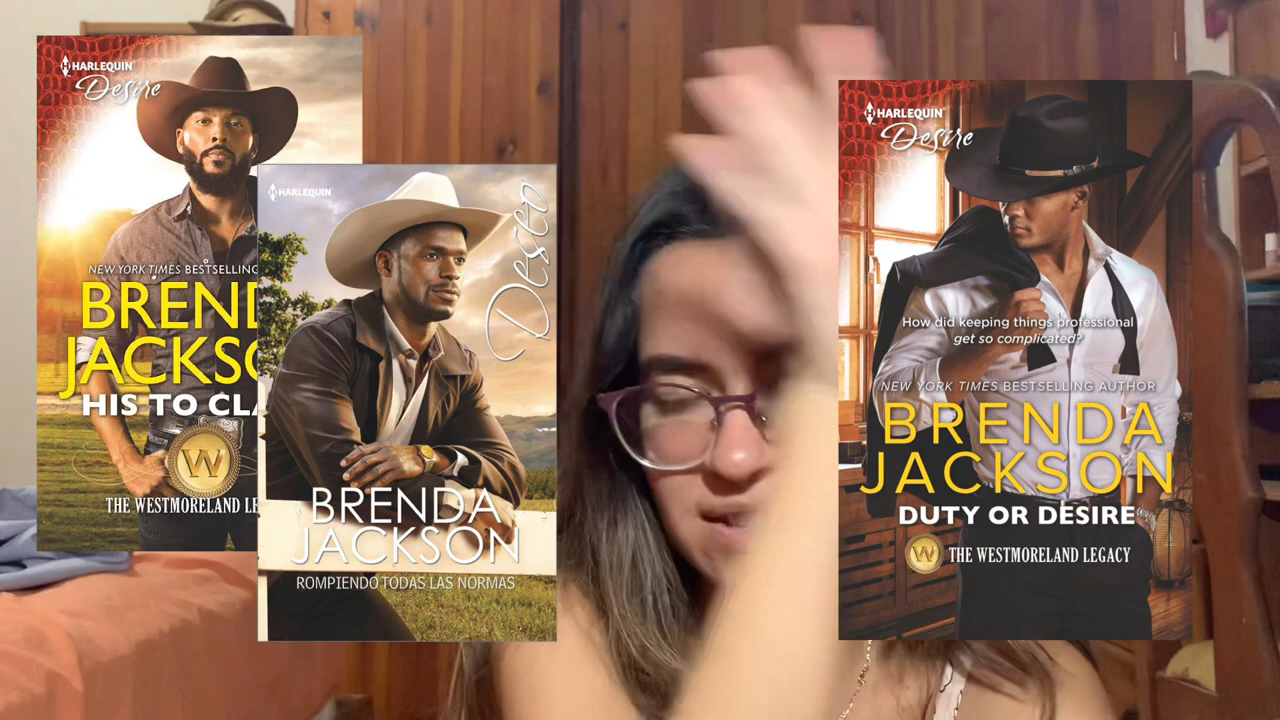 HARLEQUIN
Desire
NEW YORK TIMES BESTSELLING
BREND
JACKSO
HIS TO CLA
W
THE WESTMORELAND LE
HARLEQUIN
Deseo
BRENDA
JACKSON
ROMPIENDO TODAS LAS NORMAS
HARLEQUIN
Desire
How did keeping things professional
get so complicated?
NEW YORK TIMES BESTSELLING AUTHOR
BRENDA
JACKSON
DUTY OR DESIRE
W THE WESTMORELAND LEGACY